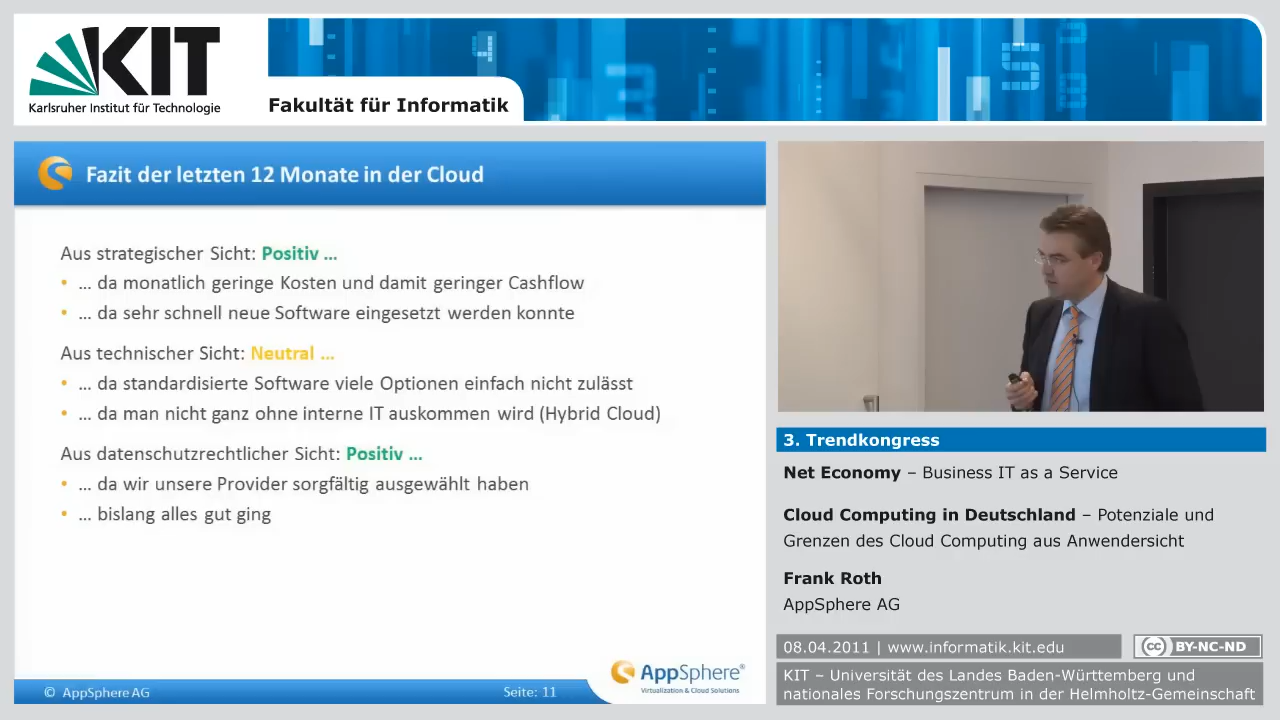 KIT
Karlsruher Institut für Technologie
Fakultät für Informatik
Fazit der letzten 12 Monate in der Cloud
Aus strategischer Sicht: Positiv ...
• ... da monatlich geringe Kosten und damit geringer Cashflow
• ... da sehr schnell neue Software eingesetzt werden konnte
Aus technischer Sicht: Neutral ...
• ... da standardisierte Software viele Optionen einfach nicht zulässt
• ... da man nicht ganz ohne interne IT auskommen wird (Hybrid Cloud)
Aus datenschutzrechtlicher Sicht: Positiv ...
• ... da wir unsere Provider sorgfältig ausgewählt haben
• ... bislang alles gut ging
AppSphere®
Virtualization & Cloud Solutions
© AppSphere AG
Seite: 11
3. Trendkongress
Net Economy – Business IT as a Service
Cloud Computing in Deutschland – Potenziale und
Grenzen des Cloud Computing aus Anwendersicht
Frank Roth
AppSphere AG
08.04.2011 | www.informatik.kit.edu
cc BY-NC-ND
KIT – Universität des Landes Baden-Württemberg und
nationales Forschungszentrum in der Helmholtz-Gemeinschaft